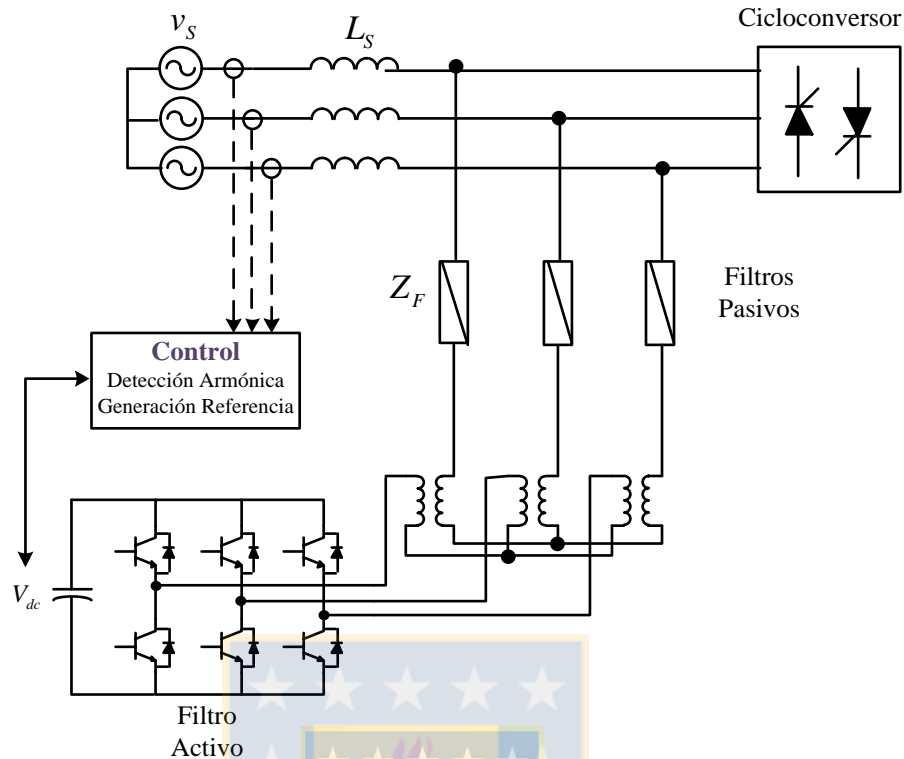 Cicloconversor
v_S
L_S
Z_F
Filtros
Pasivos
Control
Detección Armónica
Generación Referencia
V_dc
Filtro
Activo